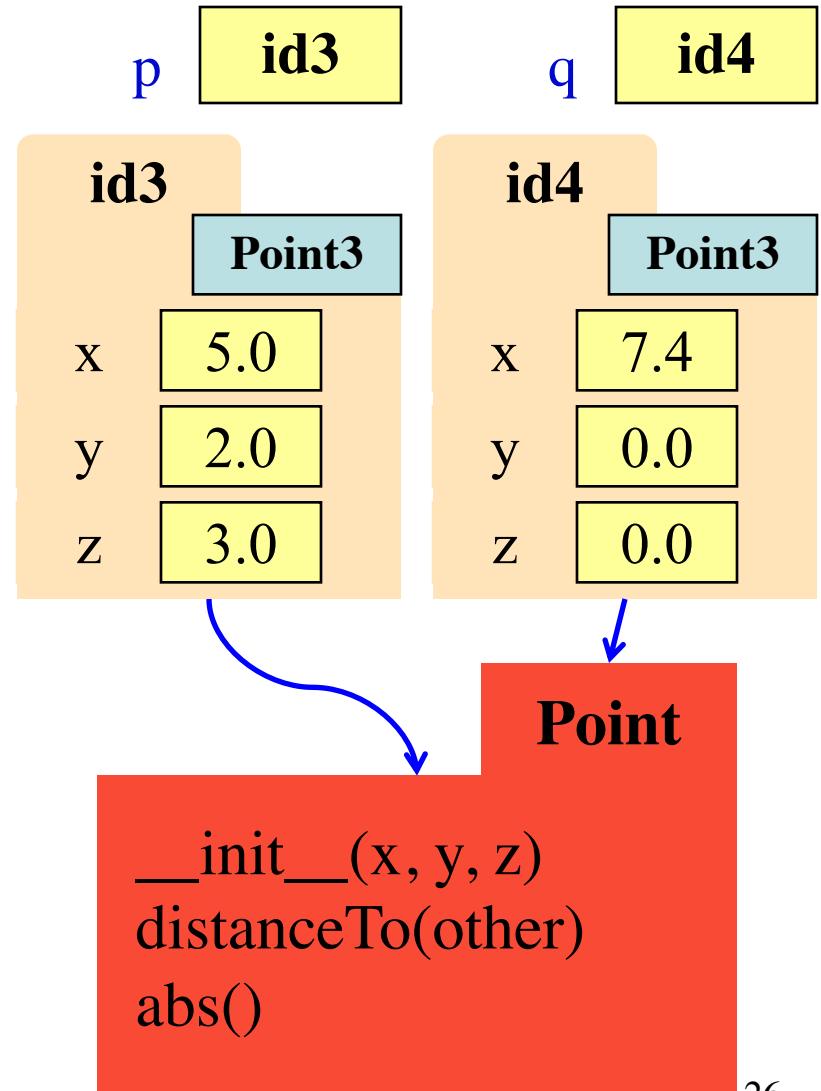 p id3 q id4
id3 id4
Point3 Point3
x 5.0 x 7.4
y 2.0 y 0.0
z 3.0 z 0.0
Point
__init__(x, y, z)
distanceTo(other)
abs()